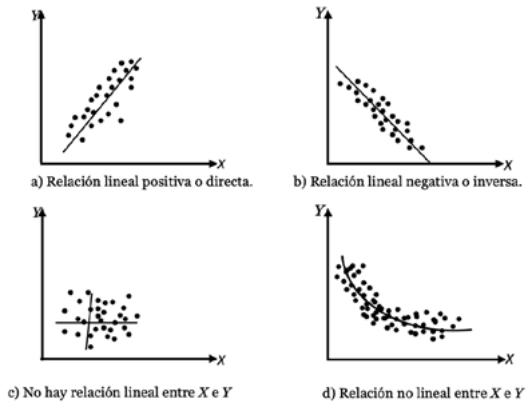 Y
X
a) Relación lineal positiva o directa.
Y
X
b) Relación lineal negativa o inversa.
Y
X
c) No hay relación lineal entre X e Y
Y
X
d) Relación no lineal entre X e Y